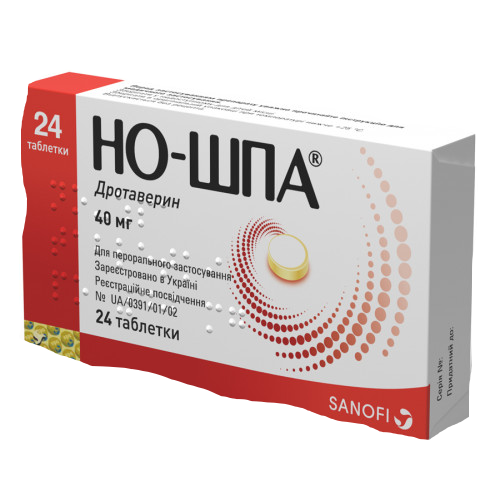 24
таблетки
НО-ШПА®
Дротаверин
40 мг
Для перорального застосування
Зареєстровано в Україні
Реєстраційне посвідчення
№ UA/0391/01/02
24 таблетки
SANOFI
Серія №:
Придатний до: